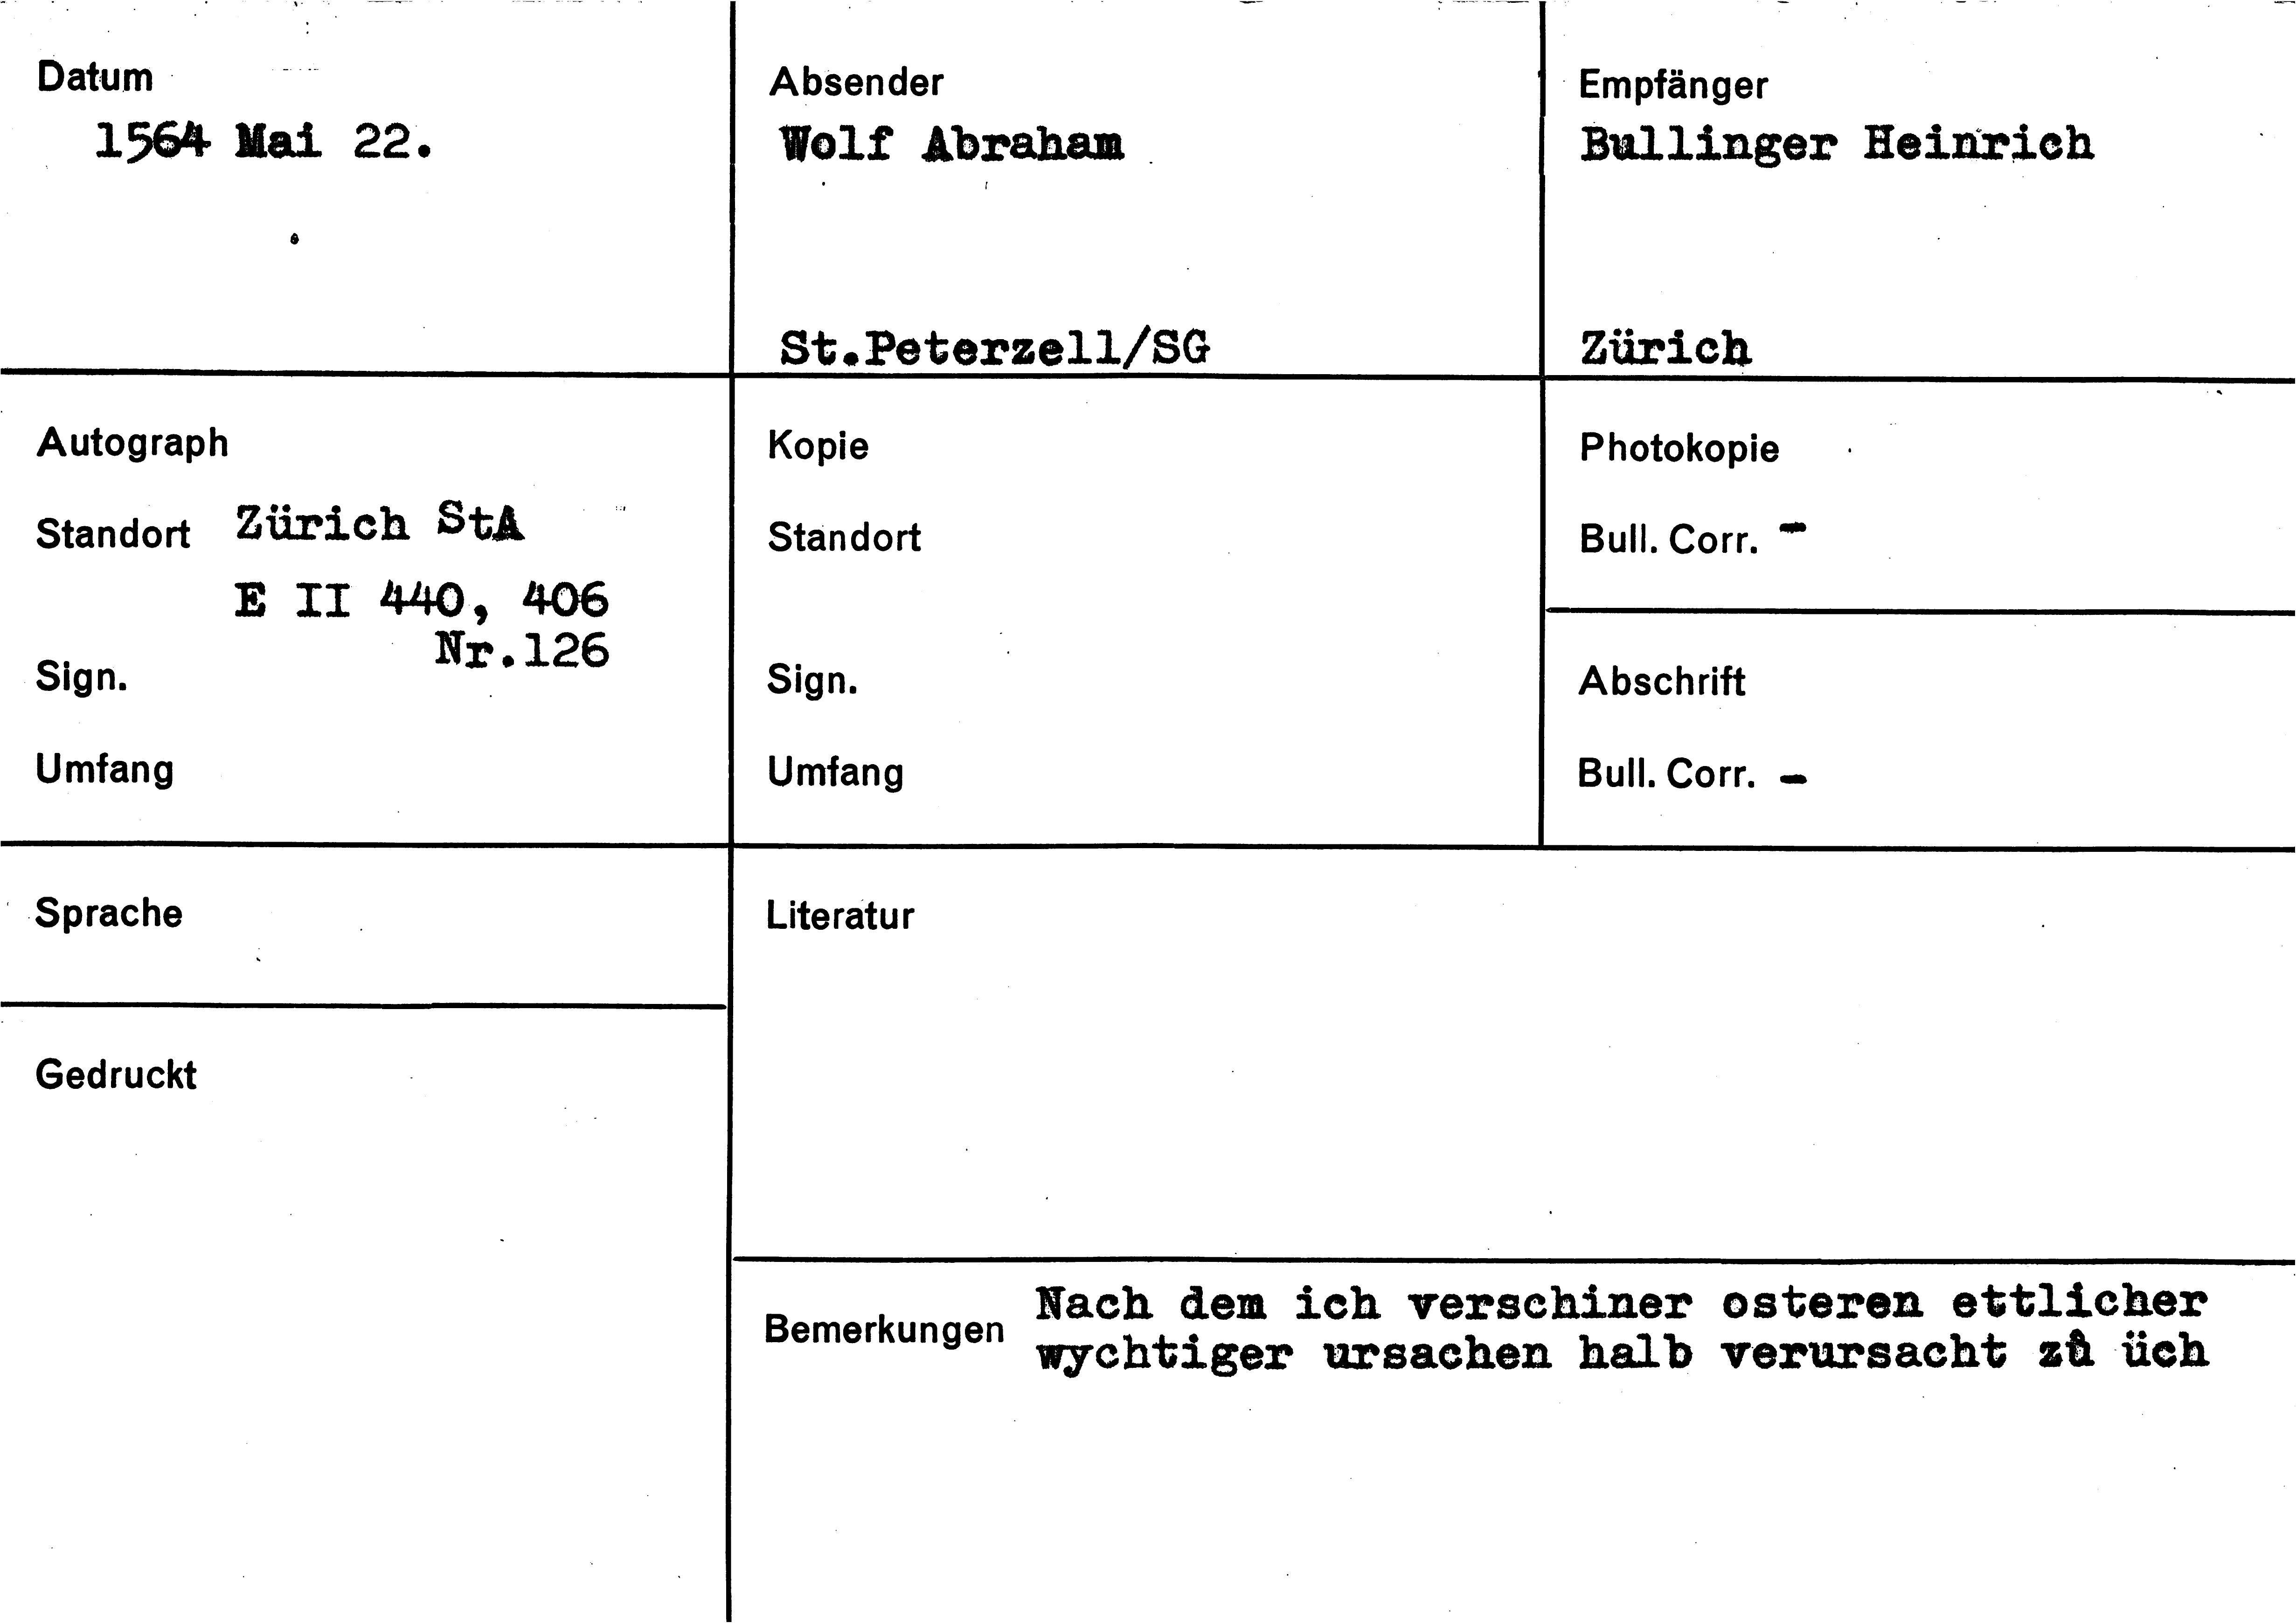 Datum
1564 Mai 22.
Absender
Wolf Abraham
St.Peterzell/SG
Empfänger
Bullinger Heinrich
Zürich
Autograph
Standort Zürich StA
E II 440, 406
Nr.126
Sign.
Umfang
Kopie
Standort
Sign.
Umfang
Photokopie
Bull. Corr. -
Abschrift
Bull. Corr. -
Sprache
Gedruckt
Literatur
Bemerkungen
Nach dem ich verschiner osteren ettlicher
wychtiger ursachen halb verursacht zů üch